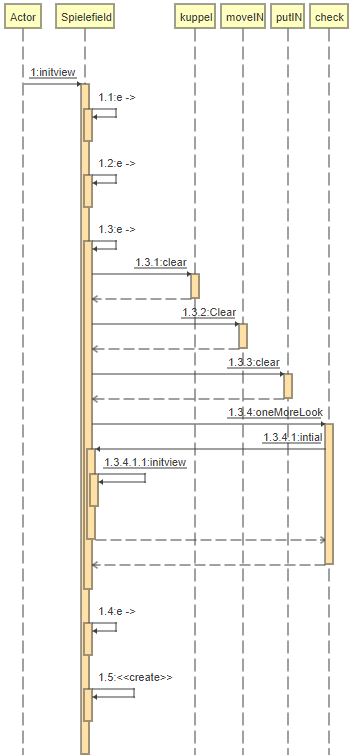 Actor Spielefield kuppel moveIN putIN check
1:initview
1.1:e ->
1.2:e ->
1.3:e ->
1.3.1:clear
1.3.2:Clear
1.3.3:clear
1.3.4:oneMoreLook
1.3.4.1:intial
1.3.4.1.1:initview
1.4:e ->
1.5:<<create>>